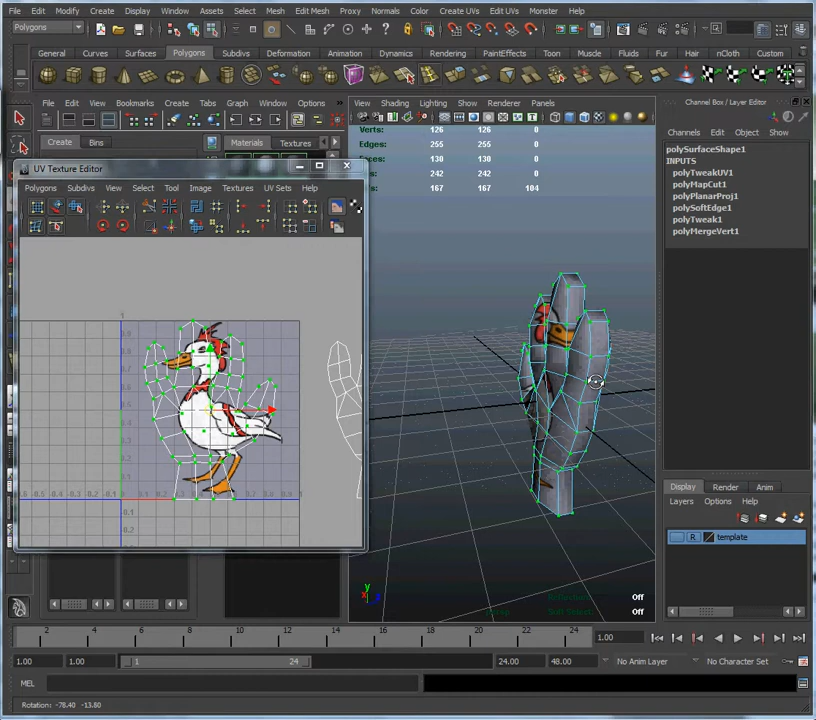 File Edit Modify Create Display Window Assets Select Mesh Edit Mesh Proxy Normals Color Create UVs Edit UVs Monster Help
Polygons
General Curves Surfaces Polygons Subdivs Deformation Animation Dynamics Rendering PaintEffects Toon Muscle Fluids Fur Hair nCloth Custom
Edit View Bookmarks Create Tabs Graph Window Options
View Shading Lighting Show Renderer Panels
Channel Box / Layer Editor
Create Bins
Materials Textures
Channels Edit Object Show
Verts: 126 126 0
Edges: 255 255 0
Faces: 130 130 0
242 242 0
167 167 104
polySurfaceShape1
INPUTS
polyTweakUV1
polyMapCut1
polyPlanarProj1
polySoftEdge1
polyTweak1
polyMergeVert1
UV Texture Editor
Polygons Subdivs View Select Tool Image Textures UV Sets Help
Display Render Anim
Layers Options Help
R template
persp
Reflection: Off
Soft Select: Off
2 4 6 8 10 12 14 16 18 20 22 24
1.00
1.00 1.00 1 24 24.00 48.00 No Anim Layer No Character Set
MEL
Rotation: -78.40 -13.80